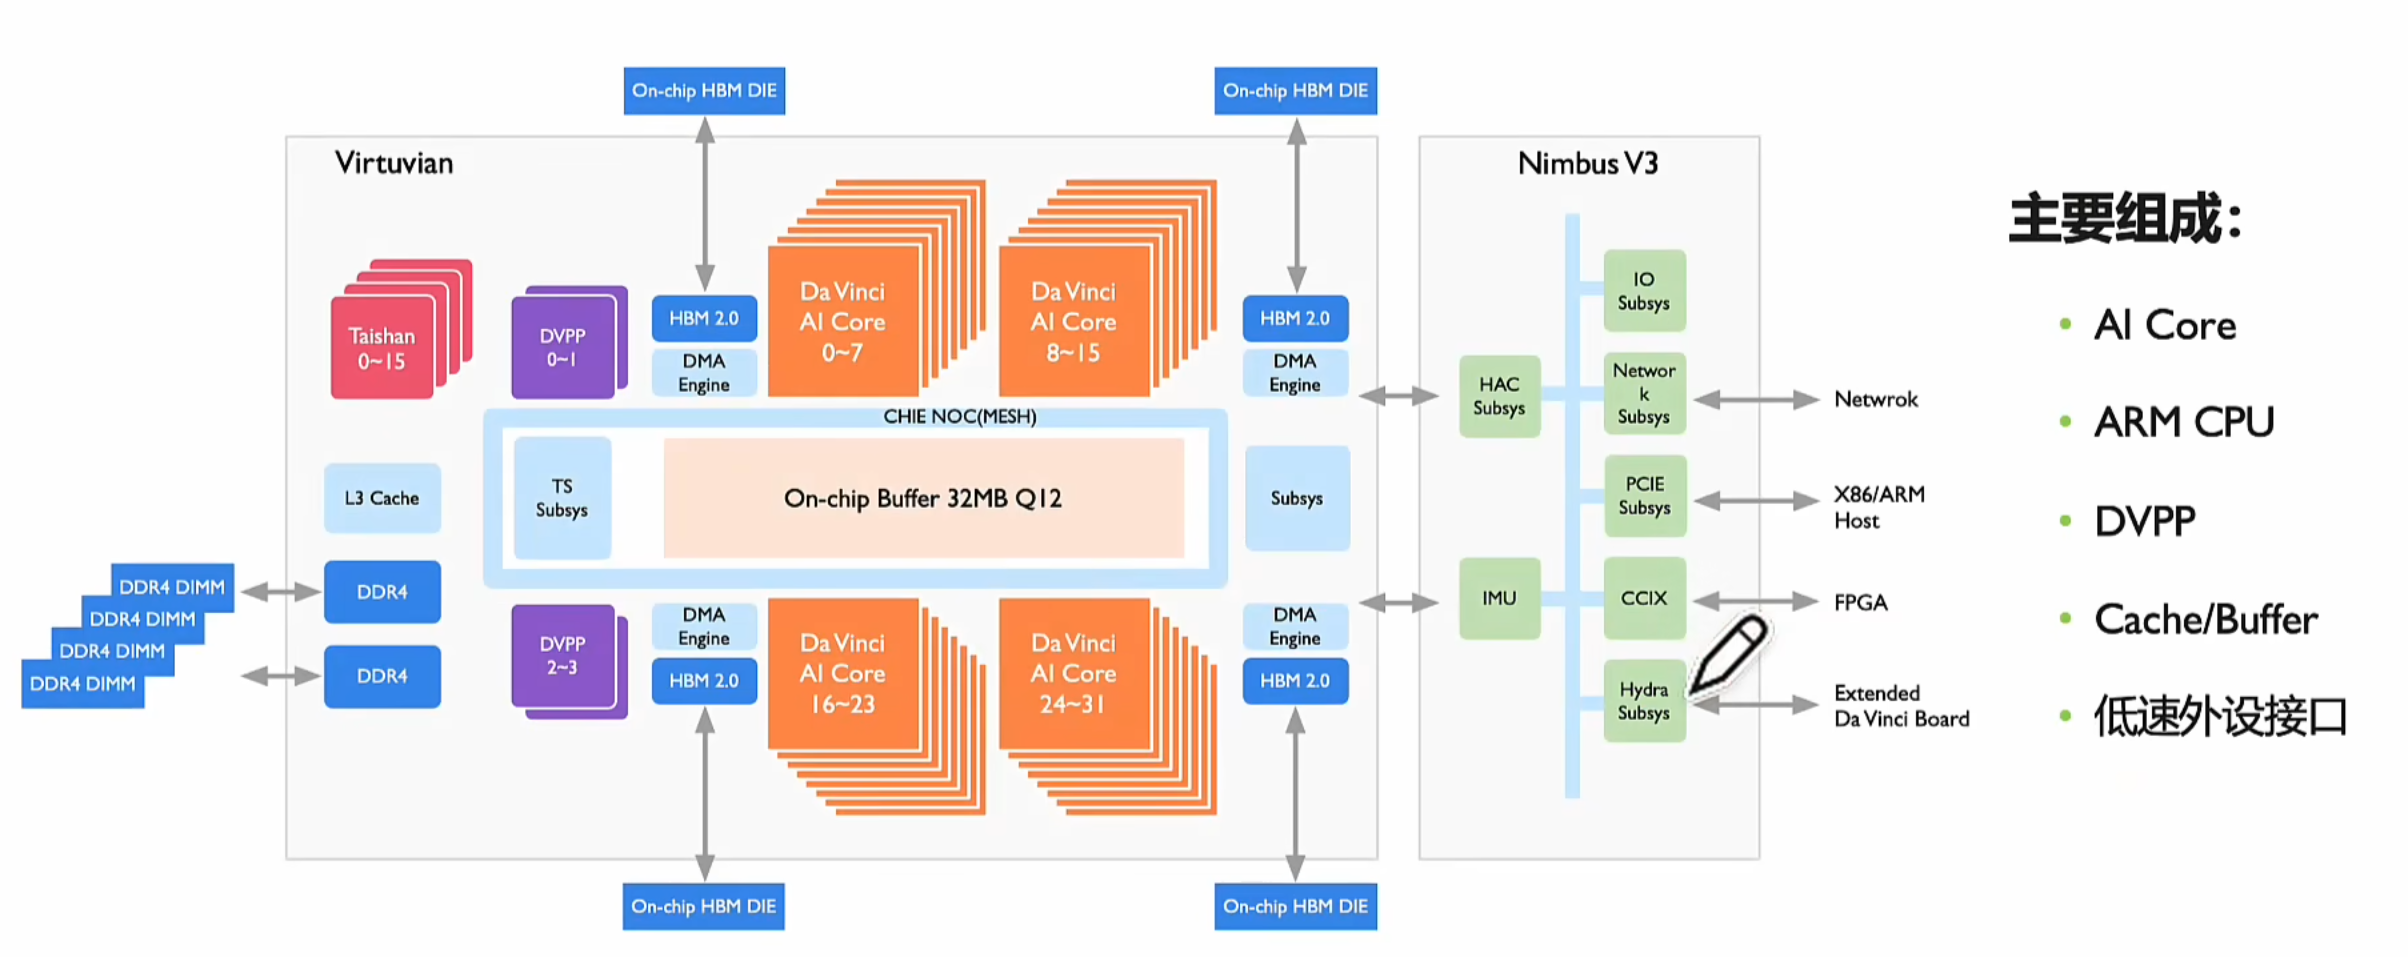 On-chip HBM DIE
On-chip HBM DIE
Virtuvian
Taishan
0~15
DVPP
0~1
HBM 2.0
DMA
Engine
Da Vinci
AI Core
0~7
Da Vinci
AI Core
8~15
HBM 2.0
DMA
Engine
CHIE NOC(MESH)
L3 Cache
TS
Subsys
On-chip Buffer 32MB Q12
Subsys
DDR4 DIMM
DDR4 DIMM
DDR4 DIMM
DDR4 DIMM
DDR4
DDR4
DVPP
2~3
DMA
Engine
HBM 2.0
Da Vinci
AI Core
16~23
Da Vinci
AI Core
24~31
DMA
Engine
HBM 2.0
On-chip HBM DIE
On-chip HBM DIE
Nimbus V3
IO
Subsys
HAC
Subsys
Networ
k
Subsys
Netwrok
PCIE
Subsys
X86/ARM
Host
IMU
CCIX
FPGA
Hydra
Subsys
Extended
Da Vinci Board
主要组成：
• AI Core
• ARM CPU
• DVPP
• Cache/Buffer
• 低速外设接口